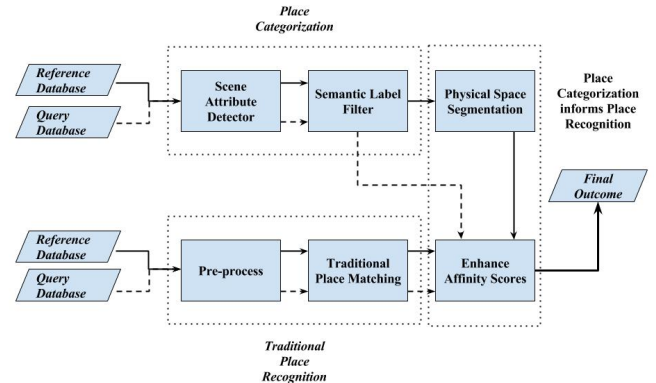 Place
Categorization
Reference
Database
Query
Database
Scene
Attribute
Detector
Semantic Label
Filter
Physical Space
Segmentation
Place
Categorization
informs Place
Recognition
Final
Outcome
Reference
Database
Query
Database
Pre-process
Traditional
Place Matching
Enhance
Affinity Scores
Traditional
Place
Recognition